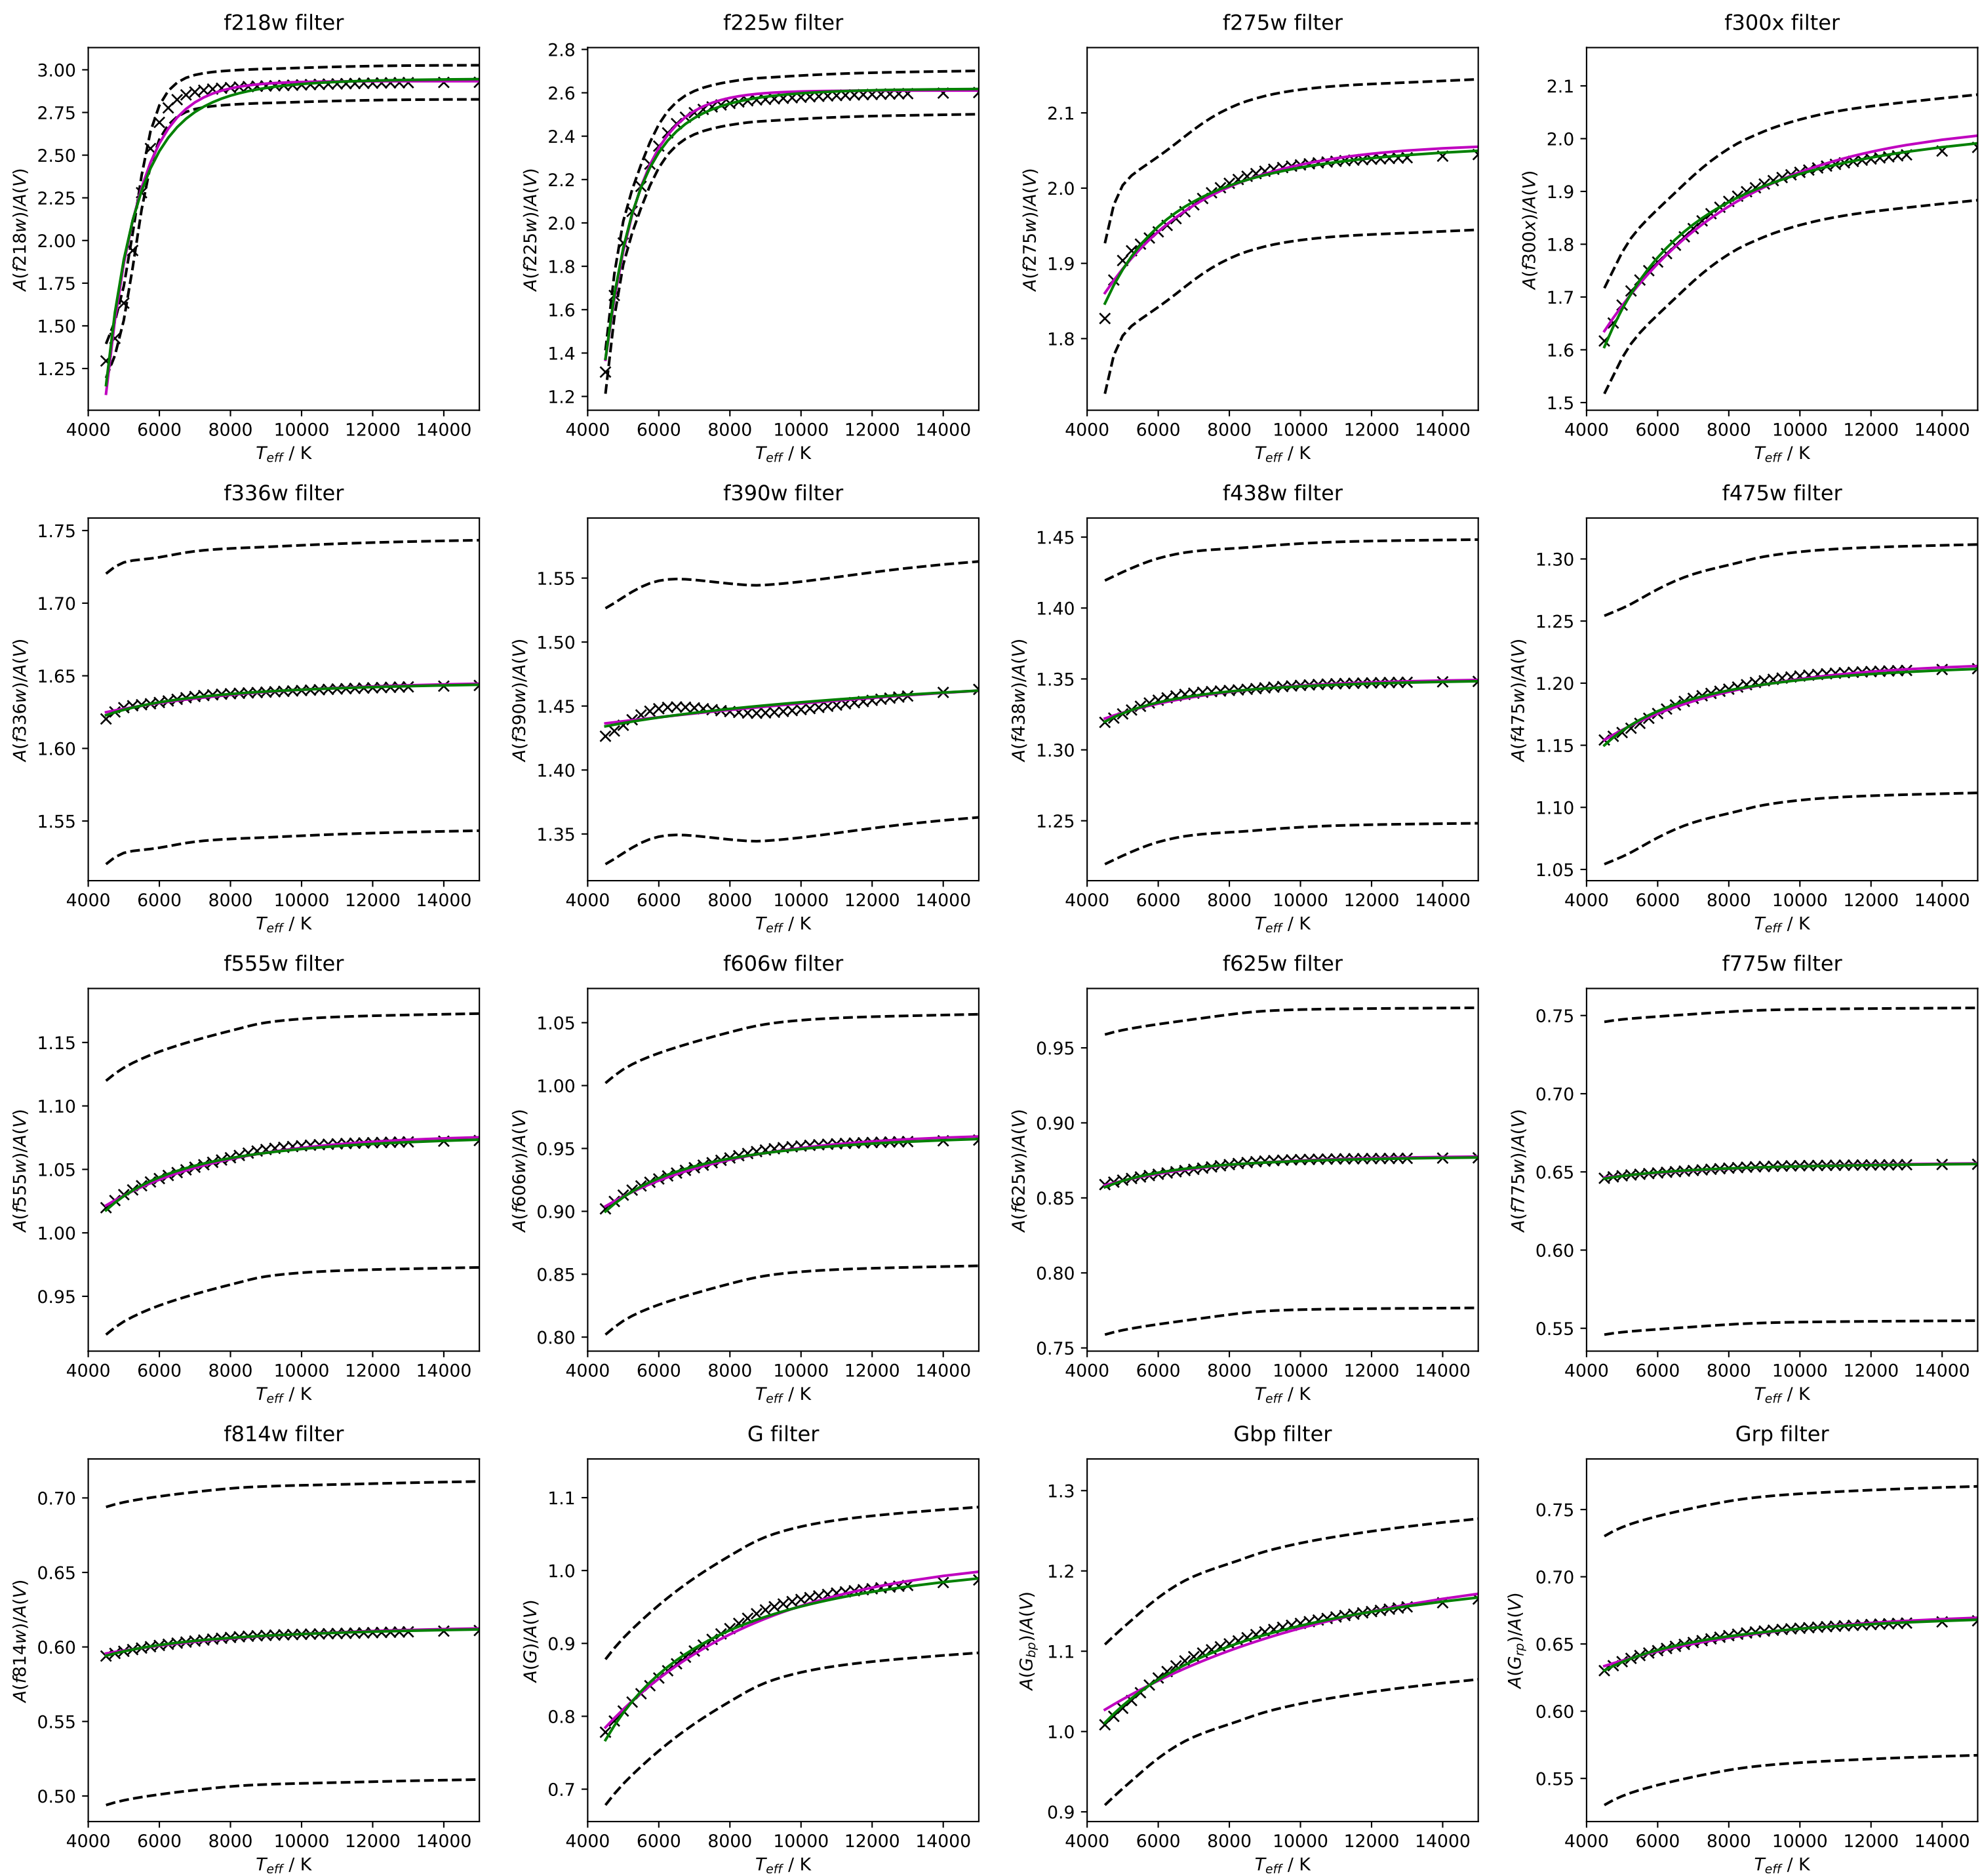 f218w filter
f225w filter
f275w filter
f300x filter
A(f218w)/A(V)
3.00
2.75
2.50
2.25
2.00
1.75
1.50
1.25
4000 6000 8000 10000 12000 14000
T_eff / K
A(f225w)/A(V)
2.8
2.6
2.4
2.2
2.0
1.8
1.6
1.4
1.2
4000 6000 8000 10000 12000 14000
T_eff / K
A(f275w)/A(V)
2.1
2.0
1.9
1.8
4000 6000 8000 10000 12000 14000
T_eff / K
A(f300x)/A(V)
2.1
2.0
1.9
1.8
1.7
1.6
1.5
4000 6000 8000 10000 12000 14000
T_eff / K
f336w filter
f390w filter
f438w filter
f475w filter
A(f336w)/A(V)
1.75
1.70
1.65
1.60
1.55
4000 6000 8000 10000 12000 14000
T_eff / K
A(f390w)/A(V)
1.55
1.50
1.45
1.40
1.35
4000 6000 8000 10000 12000 14000
T_eff / K
A(f438w)/A(V)
1.45
1.40
1.35
1.30
1.25
4000 6000 8000 10000 12000 14000
T_eff / K
A(f475w)/A(V)
1.30
1.25
1.20
1.15
1.10
1.05
4000 6000 8000 10000 12000 14000
T_eff / K
f555w filter
f606w filter
f625w filter
f775w filter
A(f555w)/A(V)
1.15
1.10
1.05
1.00
0.95
4000 6000 8000 10000 12000 14000
T_eff / K
A(f606w)/A(V)
1.05
1.00
0.95
0.90
0.85
0.80
4000 6000 8000 10000 12000 14000
T_eff / K
A(f625w)/A(V)
0.95
0.90
0.85
0.80
0.75
4000 6000 8000 10000 12000 14000
T_eff / K
A(f775w)/A(V)
0.75
0.70
0.65
0.60
0.55
4000 6000 8000 10000 12000 14000
T_eff / K
f814w filter
G filter
Gbp filter
Grp filter
A(f814w)/A(V)
0.70
0.65
0.60
0.55
0.50
4000 6000 8000 10000 12000 14000
T_eff / K
A(G)/A(V)
1.1
1.0
0.9
0.8
0.7
4000 6000 8000 10000 12000 14000
T_eff / K
A(G_bp)/A(V)
1.3
1.2
1.1
1.0
0.9
4000 6000 8000 10000 12000 14000
T_eff / K
A(G_rp)/A(V)
0.75
0.70
0.65
0.60
0.55
4000 6000 8000 10000 12000 14000
T_eff / K